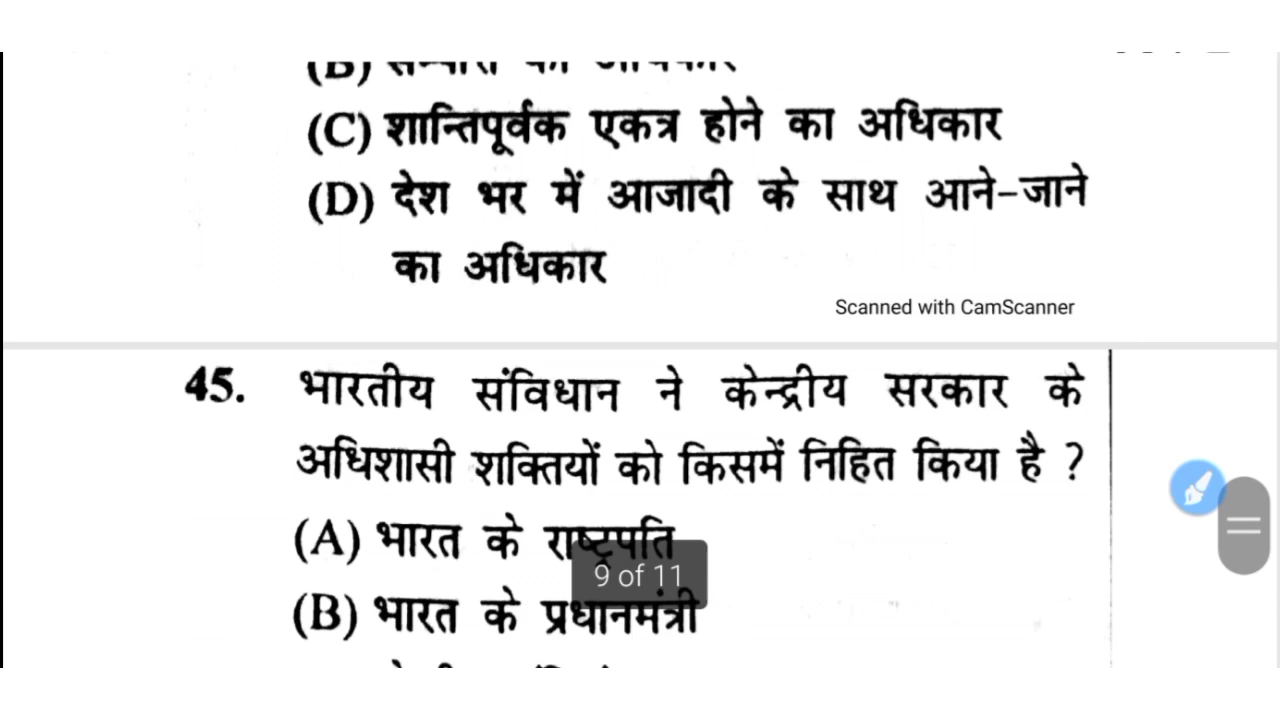 (C) शान्तिपूर्वक एकत्र होने का अधिकार
(D) देश भर में आजादी के साथ आने-जाने
का अधिकार
Scanned with CamScanner
45. भारतीय संविधान ने केन्द्रीय सरकार के
अधिशासी शक्तियों को किसमें निहित किया है ?
(A) भारत के राष्ट्रपति
9 of 11
(B) भारत के प्रधानमंत्री